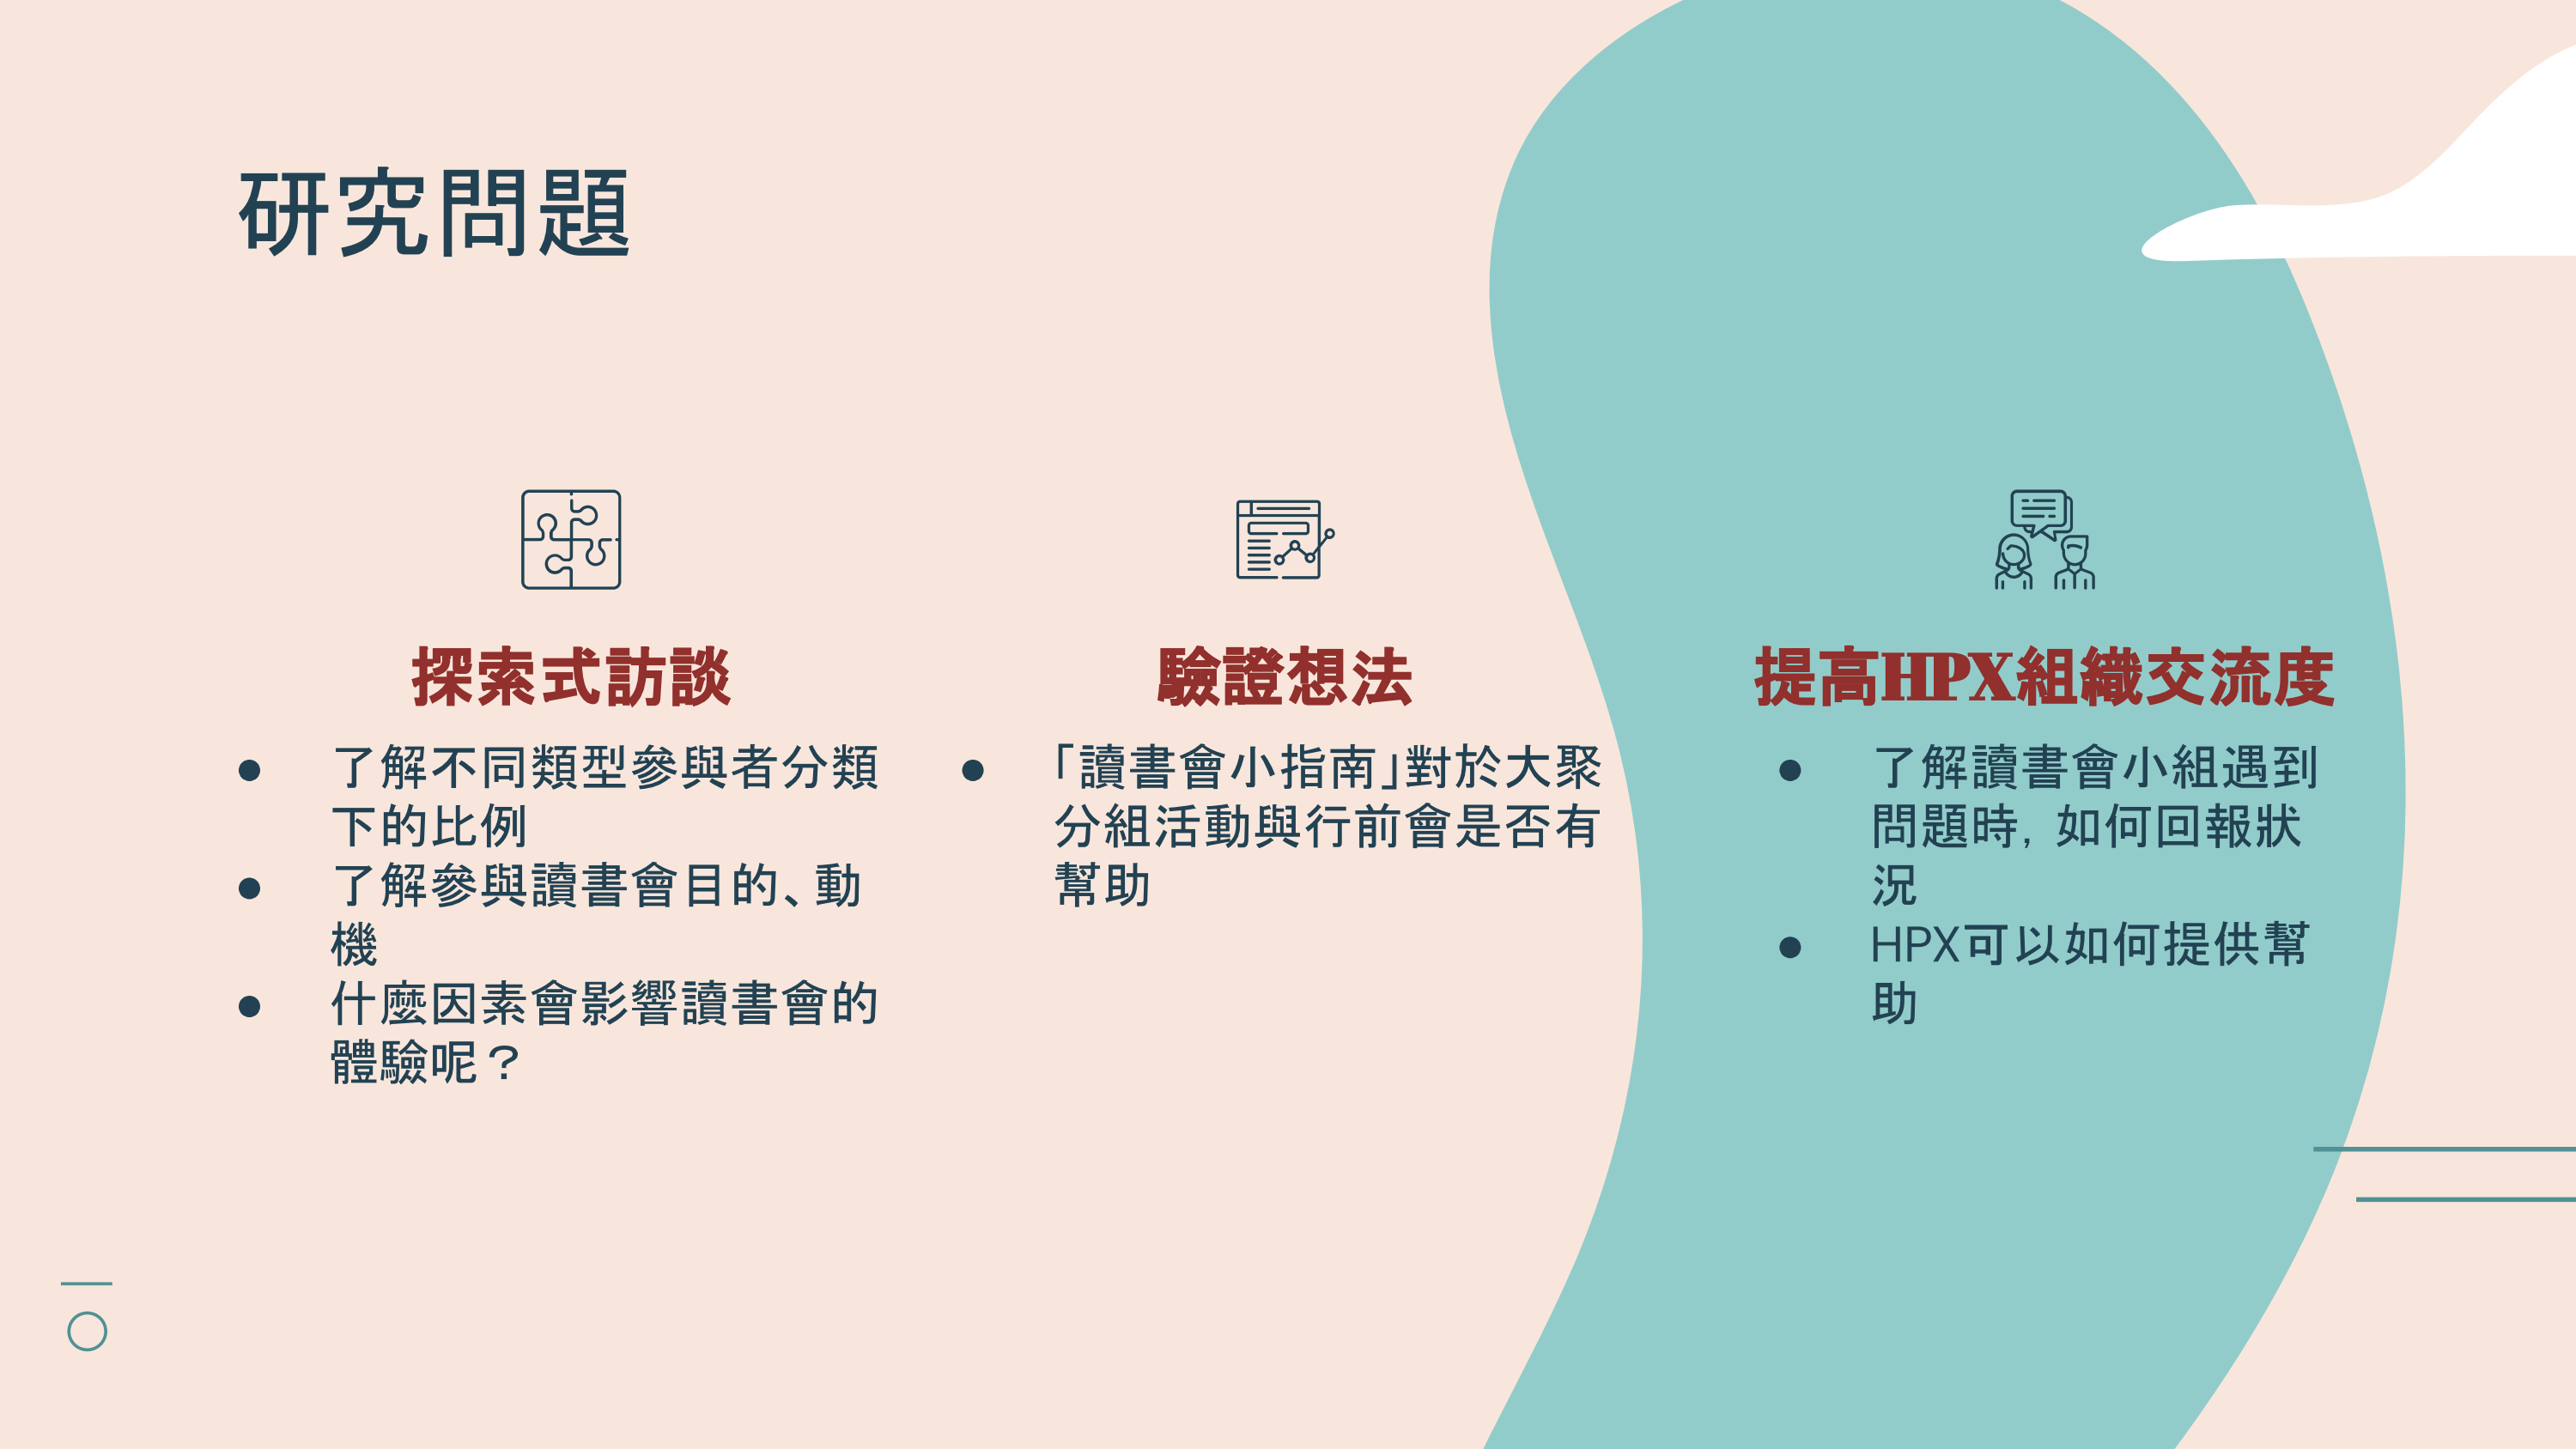 研究問題
探索式訪談
了解不同類型參與者分類
下的比例
了解參與讀書會目的、動
機
什麼因素會影響讀書會的
體驗呢？
驗證想法
「讀書會小指南」對於大聚
分組活動與行前會是否有
幫助
提高HPX組織交流度
了解讀書會小組遇到
問題時，如何回報狀
況
HPX可以如何提供幫
助